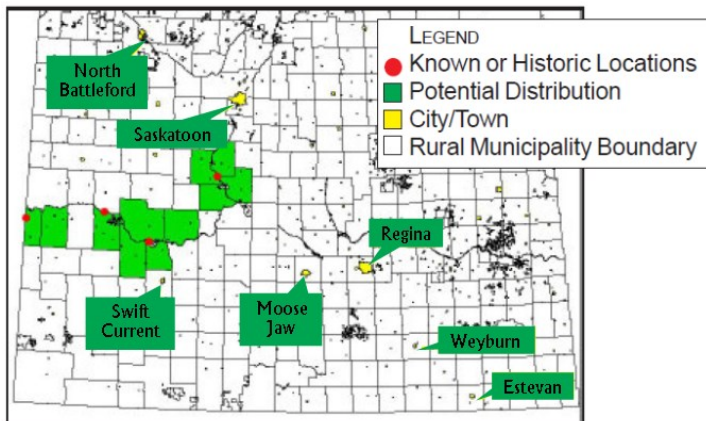 LEGEND
Known or Historic Locations
Potential Distribution
City/Town
Rural Municipality Boundary
North
Battleford
Saskatoon
Regina
Swift
Current
Moose
Jaw
Weyburn
Estevan